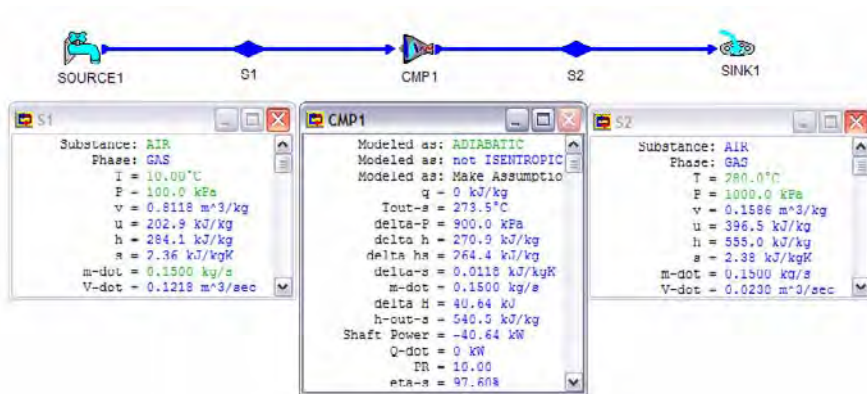 SOURCE1
S1
CMP1
S2
SINK1
S1
Substance: AIR
Phase: GAS
T = 10.00°C
P = 100.0 kPa
v = 0.8118 m^3/kg
u = 202.9 kJ/kg
h = 284.1 kJ/kg
s = 2.36 kJ/kgK
m-dot = 0.1500 kg/s
V-dot = 0.1218 m^3/sec
CMP1
Modeled as: ADIABATIC
Modeled as: not ISENTROPIC
Modeled as: Make Assumptio
q = 0 kJ/kg
Tout-s = 273.5°C
delta-P = 900.0 kPa
delta h = 270.9 kJ/kg
delta hs = 264.4 kJ/kg
delta-s = 0.0118 kJ/kgK
m-dot = 0.1500 kg/s
delta H = 40.64 kJ
h-out-s = 540.5 kJ/kg
Shaft Power = -40.64 kW
Q-dot = 0 kW
PR = 10.00
eta-s = 97.60%
S2
Substance: AIR
Phase: GAS
T = 280.0°C
P = 1000.0 kPa
v = 0.1586 m^3/kg
u = 396.5 kJ/kg
h = 555.0 kJ/kg
s = 2.38 kJ/kgK
m-dot = 0.1500 kg/s
V-dot = 0.0230 m^3/sec